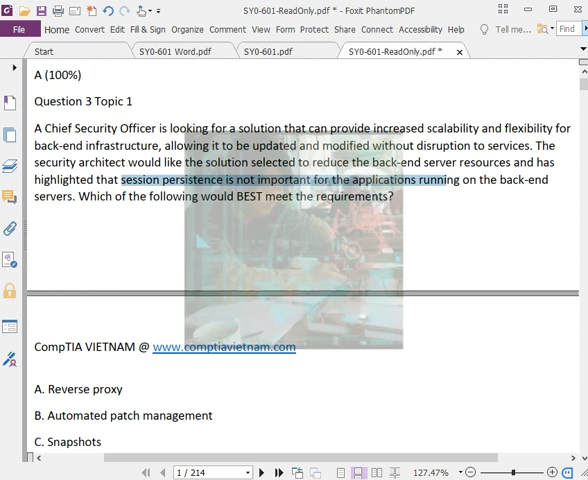 SY0-601-ReadOnly.pdf * - Foxit PhantomPDF
File Home Convert Edit Fill & Sign Organize View Form Protect Share Connect Accessibility Help Tell me... Find
Start SY0-601 Word.pdf SY0-601.pdf SY0-601-ReadOnly.pdf *
A (100%)
Question 3 Topic 1
A Chief Security Officer is looking for a solution that can provide increased scalability and flexibility for
back-end infrastructure, allowing it to be updated and modified without disruption to services. The
security architect would like the solution selected to reduce the back-end server resources and has
highlighted that session persistence is not important for the applications running on the back-end
servers. Which of the following would BEST meet the requirements?
CompTIA VIETNAM @ www.comptiavietnam.com
A. Reverse proxy
B. Automated patch management
C. Snapshots
1 / 214 127.47%